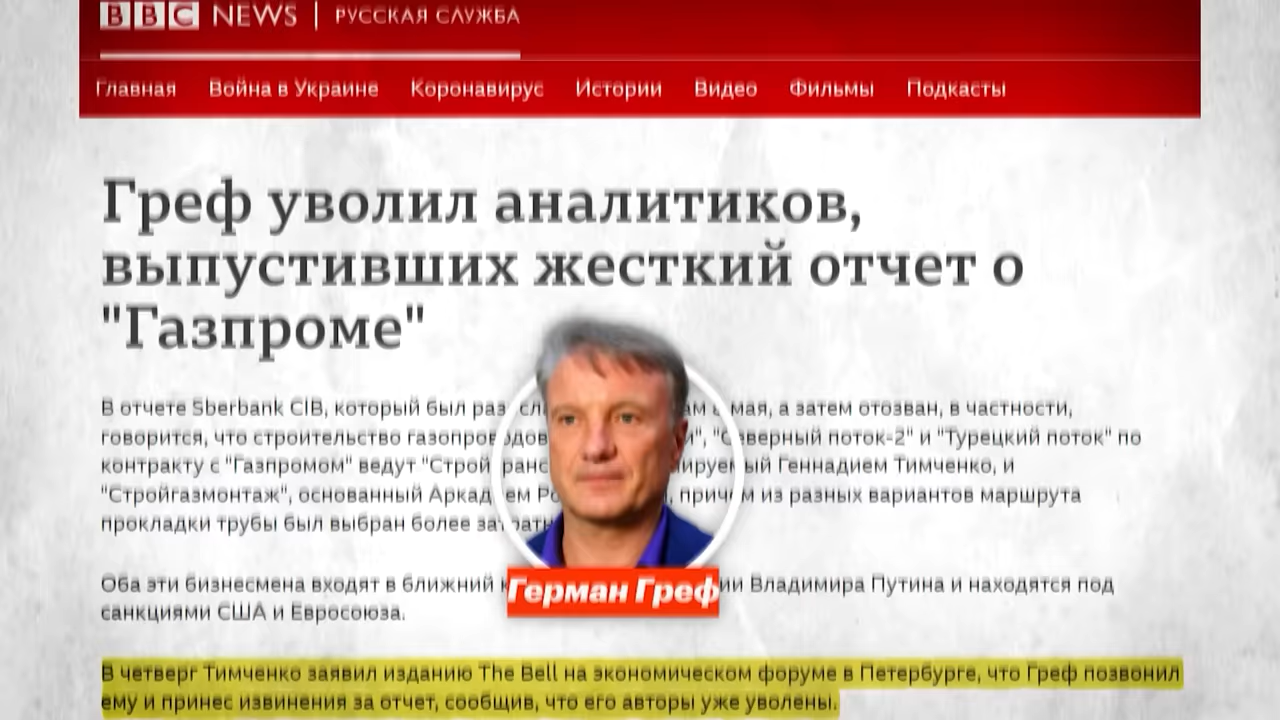 BBC NEWS | РУССКАЯ СЛУЖБА
Главная Война в Украине Коронавирус Истории Видео Фильмы Подкасты
Греф уволил аналитиков,
выпустивших жесткий отчет о
"Газпроме"
В отчете Sberbank CIB, который был мая, а затем отозван, в частности,
говорится, что строительство "Северный поток-2" и "Турецкий поток" по
контракту с "Газпромом" ведут Геннадием Тимченко, и
"Стройгазмонтаж", основанный причем из разных вариантов маршрута
прокладки трубы был выбран более
Оба эти бизнесмена входят в ближний Владимира Путина и находятся под
санкциями США и Евросоюза.
Герман Греф
В четверг Тимченко заявил изданию The Bell на экономическом форуме в Петербурге, что Греф позвонил
ему и принес извинения за отчет, сообщив, что его авторы уже уволены.